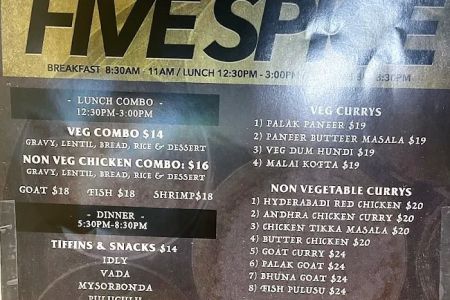 FIVE SPICE
BREAKFAST 8:30AM - 11AM / LUNCH 12:30PM - 3:00PM 8:30PM
- LUNCH COMBO -
12:30PM-3:00PM
VEG COMBO $14
GRAVY, LENTIL, BREAD, RICE & DESSERT
NON VEG CHICKEN COMBO: $16
GRAVY, LENTIL, BREAD, RICE & DESSERT
GOAT $18 FISH $18 SHRIMP $18
- DINNER -
5:30PM-8:30PM
TIFFINS & SNACKS $14
IDLY
VADA
MYSORBONDA
VEG CURRYS
1) PALAK PANEER $19
2) PANEER BUTTEER MASALA $19
3) VEG DUM HUNDI $19
4) MALAI KOFTA $19
NON VEGETABLE CURRYS
1) HYDERABADI RED CHICKEN $20
2) ANDHRA CHICKEN CURRY $20
3) CHICKEN TIKKA MASALA $20
4) BUTTER CHICKEN $20
5) GOAT CURRY $24
6) PALAK GOAT $24
7) BHUNA GOAT $24
8) FISH PULUSU $24